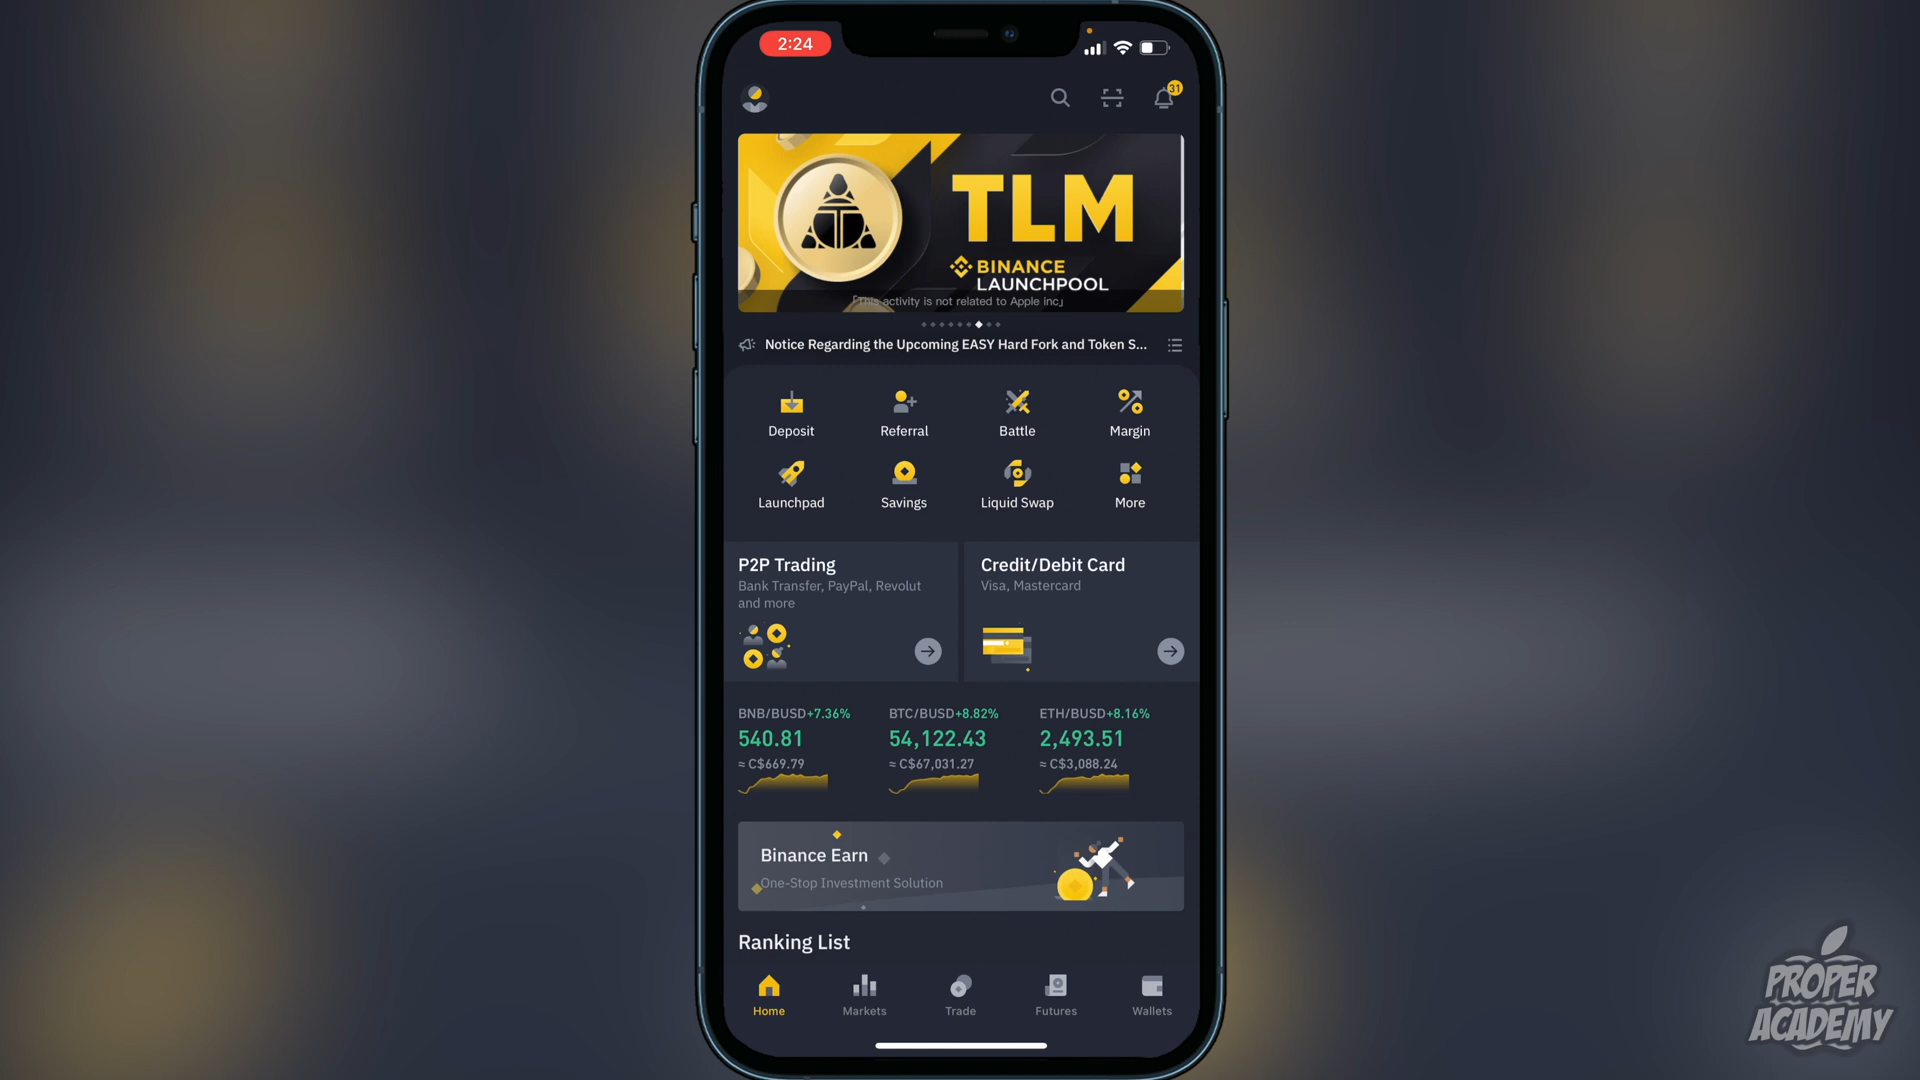 2:24
31
TLM
BINANCE
LAUNCHPOOL
「This activity is not related to Apple inc」
Notice Regarding the Upcoming EASY Hard Fork and Token S...
Deposit Referral Battle Margin
Launchpad Savings Liquid Swap More
P2P Trading
Bank Transfer, PayPal, Revolut
and more
Credit/Debit Card
Visa, Mastercard
BNB/BUSD+7.36% BTC/BUSD+8.82% ETH/BUSD+8.16%
540.81 54,122.43 2,493.51
≈ C$669.79 ≈ C$67,031.27 ≈ C$3,088.24
Binance Earn
One-Stop Investment Solution
Ranking List
Home Markets Trade Futures Wallets
PROPER
ACADEMY